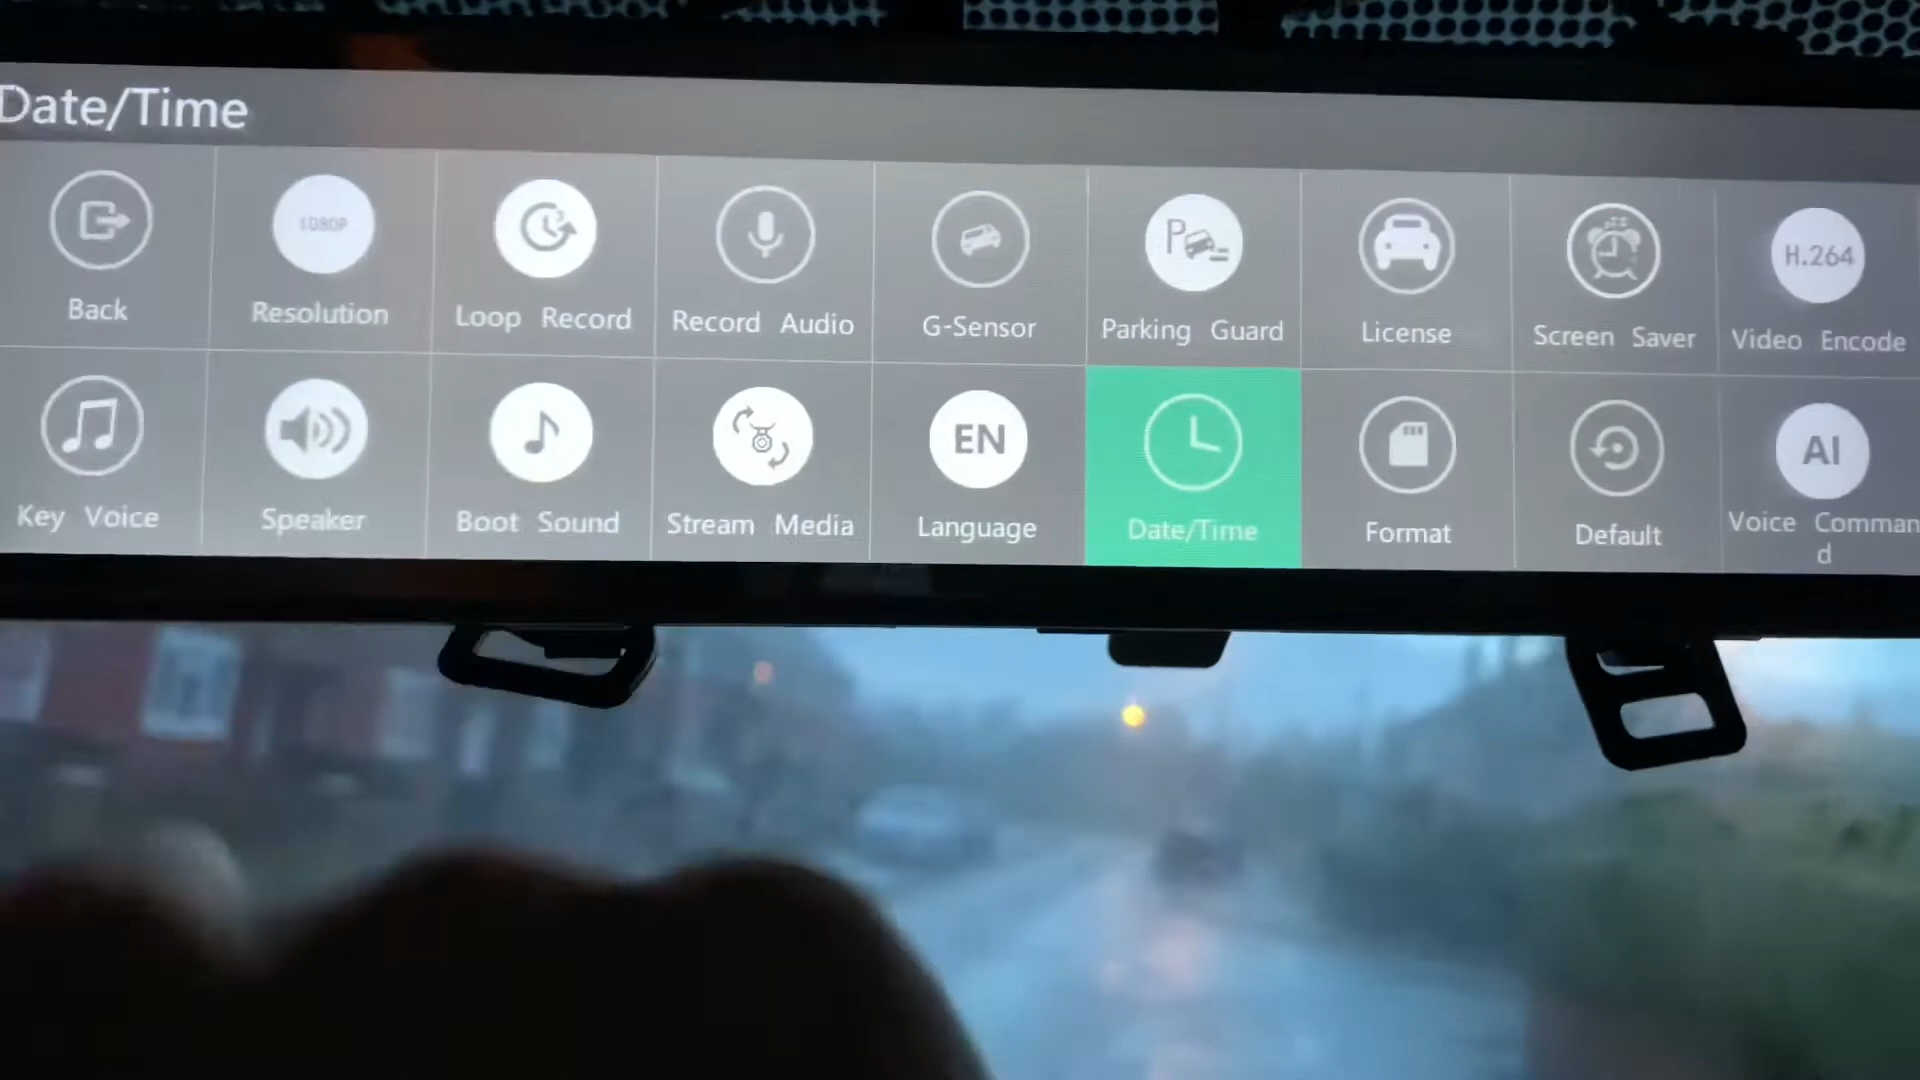 Date/Time
1080P
3
P
H.264
Back
Resolution
Loop Record
Record Audio
G-Sensor
Parking Guard
License
Screen Saver
Video Encode
EN
AI
Key Voice
Speaker
Boot Sound
Stream Media
Language
Date/Time
Format
Default
Voice Comman
d